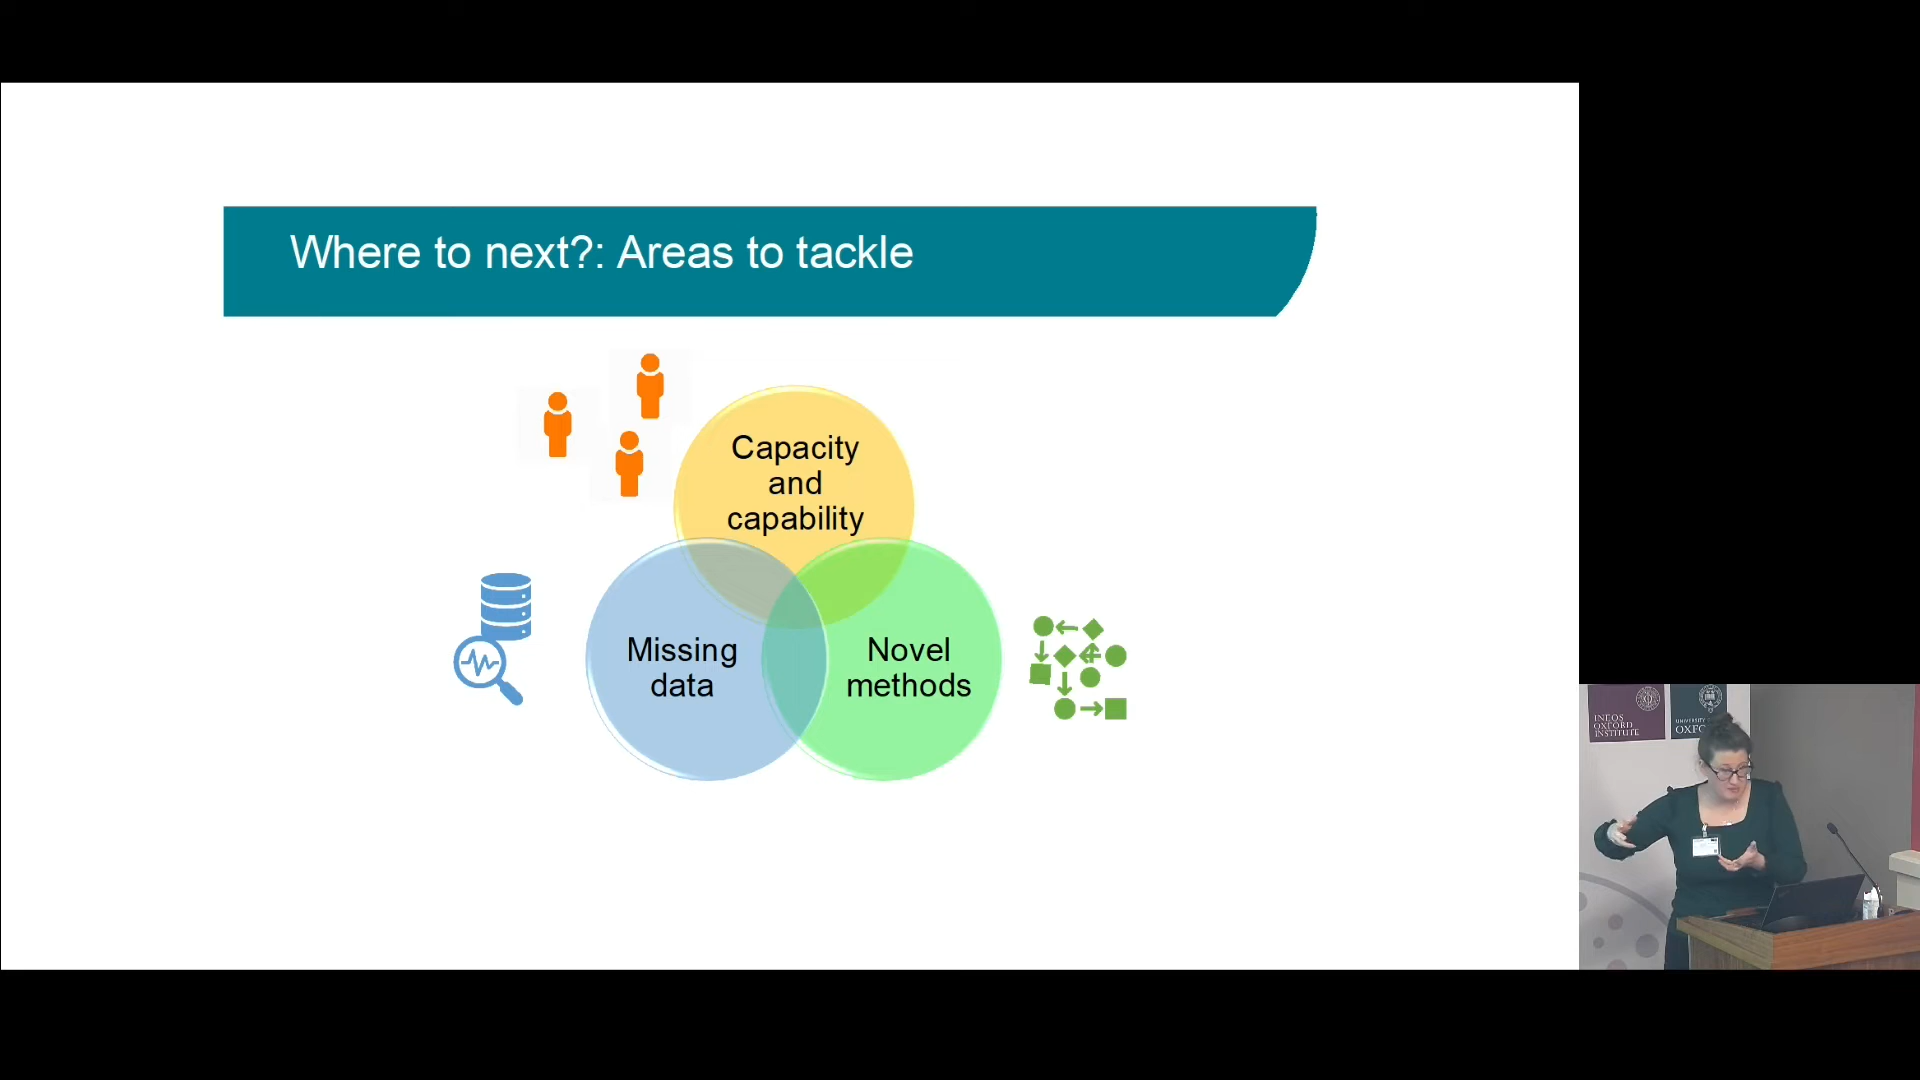 Where to next?: Areas to tackle
Capacity
and
capability
Missing
data
Novel
methods
INEOS
OXFORD
INSTITUTE